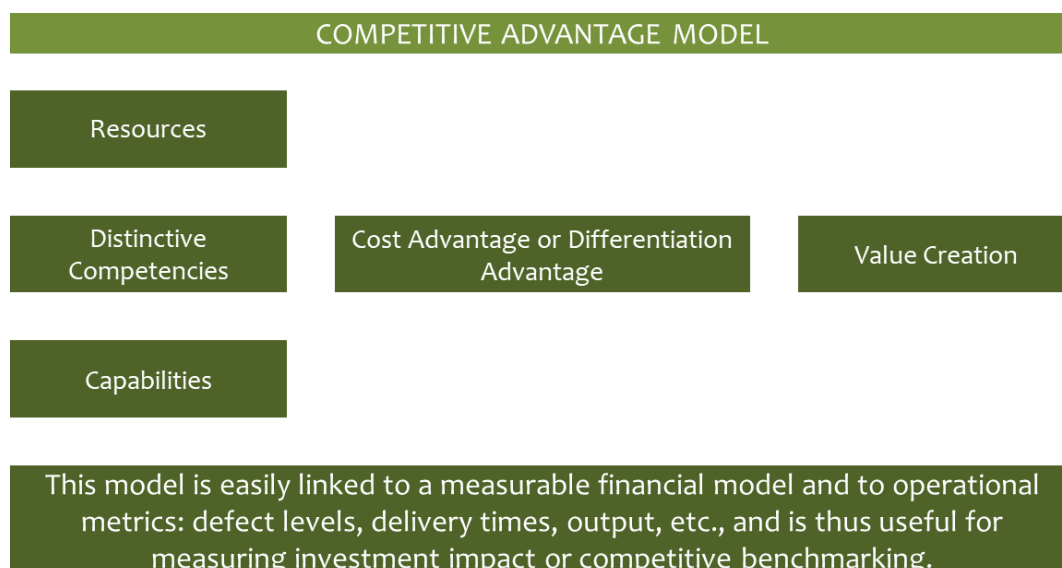 COMPETITIVE ADVANTAGE MODEL
Resources
Distinctive
Competencies
Cost Advantage or Differentiation
Advantage
Value Creation
Capabilities
This model is easily linked to a measurable financial model and to operational
metrics: defect levels, delivery times, output, etc., and is thus useful for
measuring investment impact or competitive benchmarking.